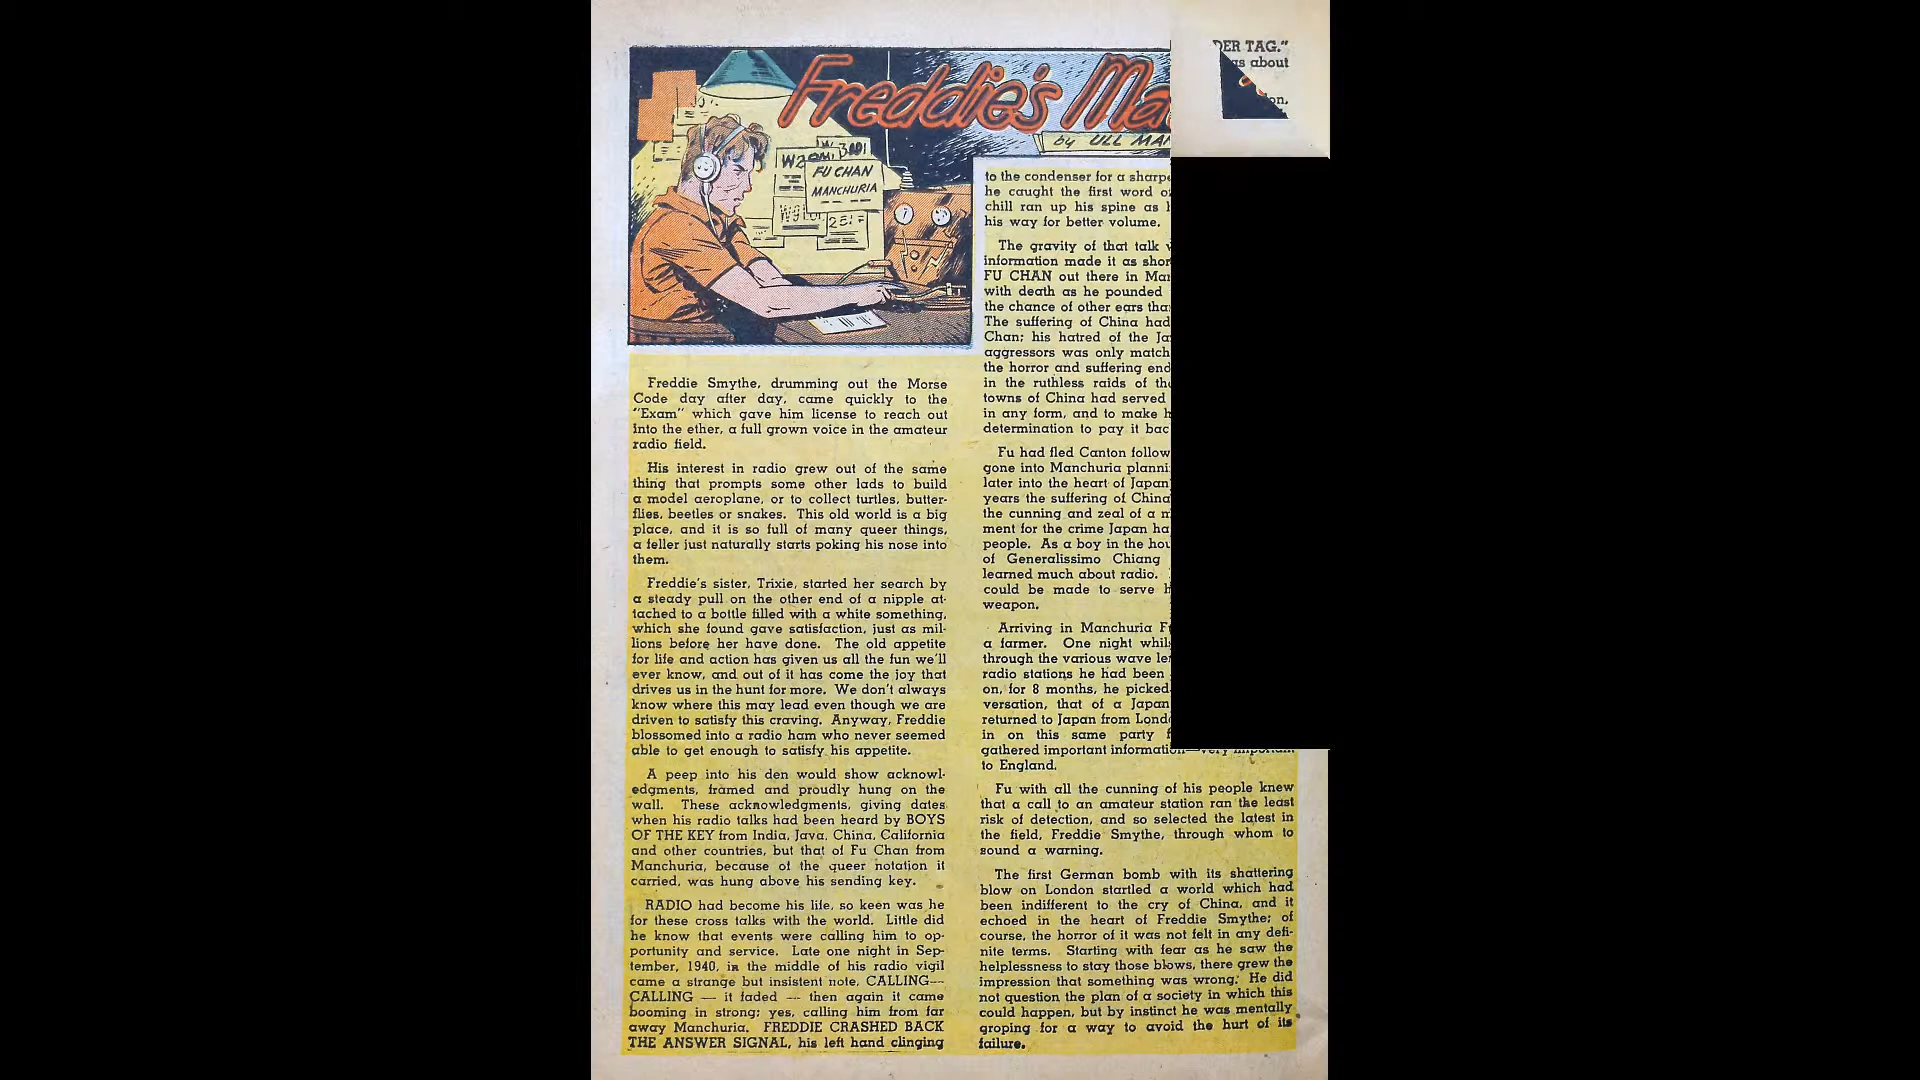 Freddie's Ma
by ULL MAN
DER TAG."
as about
on,
W2OM
W3
FU CHAN
MANCHURIA
Freddie Smythe, drumming out the Morse
Code day after day, came quickly to the
"Exam" which gave him license to reach out
into the ether, a full grown voice in the amateur
radio field.
His interest in radio grew out of the same
thing that prompts some other lads to build
a model aeroplane, or to collect turtles, butter-
flies, beetles or snakes. This old world is a big
place, and it is so full of many queer things,
a feller just naturally starts poking his nose into
them.
Freddie's sister, Trixie, started her search by
a steady pull on the other end of a nipple at-
tached to a bottle filled with a white something,
which she found gave satisfaction, just as mil-
lions before her have done. The old appetite
for life and action has given us all the fun we'll
ever know, and out of it has come the joy that
drives us in the hunt for more. We don't always
know where this may lead even though we are
driven to satisfy this craving. Anyway, Freddie
blossomed into a radio ham who never seemed
able to get enough to satisfy his appetite.
A peep into his den would show acknowl-
edgments, framed and proudly hung on the
wall. These acknowledgments, giving dates
when his radio talks had been heard by BOYS
OF THE KEY from India, Java, China, California
and other countries, but that of Fu Chan from
Manchuria, because of the queer notation it
carried, was hung above his sending key.
RADIO had become his life, so keen was he
for these cross talks with the world. Little did
he know that events were calling him to op-
portunity and service. Late one night in Sep-
tember, 1940, in the middle of his radio vigil
came a strange but insistent note, CALLING—
CALLING — it faded — then again it came
booming in strong; yes, calling him from far
away Manchuria. FREDDIE CRASHED BACK
THE ANSWER SIGNAL, his left hand clinging
to the condenser for a sharpe
he caught the first word o
chill ran up his spine as
his way for better volume.
The gravity of that talk
information made it as shor
FU CHAN out there in Man
with death as he pounded
the chance of other ears tha
The suffering of China had
Chan; his hatred of the Ja
aggressors was only match
the horror and suffering end
in the ruthless raids of the
towns of China had served
in any form, and to make h
determination to pay it bac
Fu had fled Canton follow
gone into Manchuria planni
later into the heart of Japan
years the suffering of China
the cunning and zeal of a m
ment for the crime Japan ha
people. As a boy in the hou
of Generalissimo Chiang
learned much about radio.
could be made to serve h
weapon.
Arriving in Manchuria F
a farmer. One night whil
through the various wave le
radio stations he had been
on, for 8 months, he picked
versation, that of a Japan
returned to Japan from Lond
in on this same party f
gathered important information—very important
to England.
Fu with all the cunning of his people knew
that a call to an amateur station ran the least
risk of detection, and so selected the latest in
the field, Freddie Smythe, through whom to
sound a warning.
The first German bomb with its shattering
blow on London startled a world which had
been indifferent to the cry of China, and it
echoed in the heart of Freddie Smythe; of
course, the horror of it was not felt in any defi-
nite terms. Starting with fear as he saw the
helplessness to stay those blows, there grew the
impression that something was wrong. He did
not question the plan of a society in which this
could happen, but by instinct he was mentally
groping for a way to avoid the hurt of its
failure.